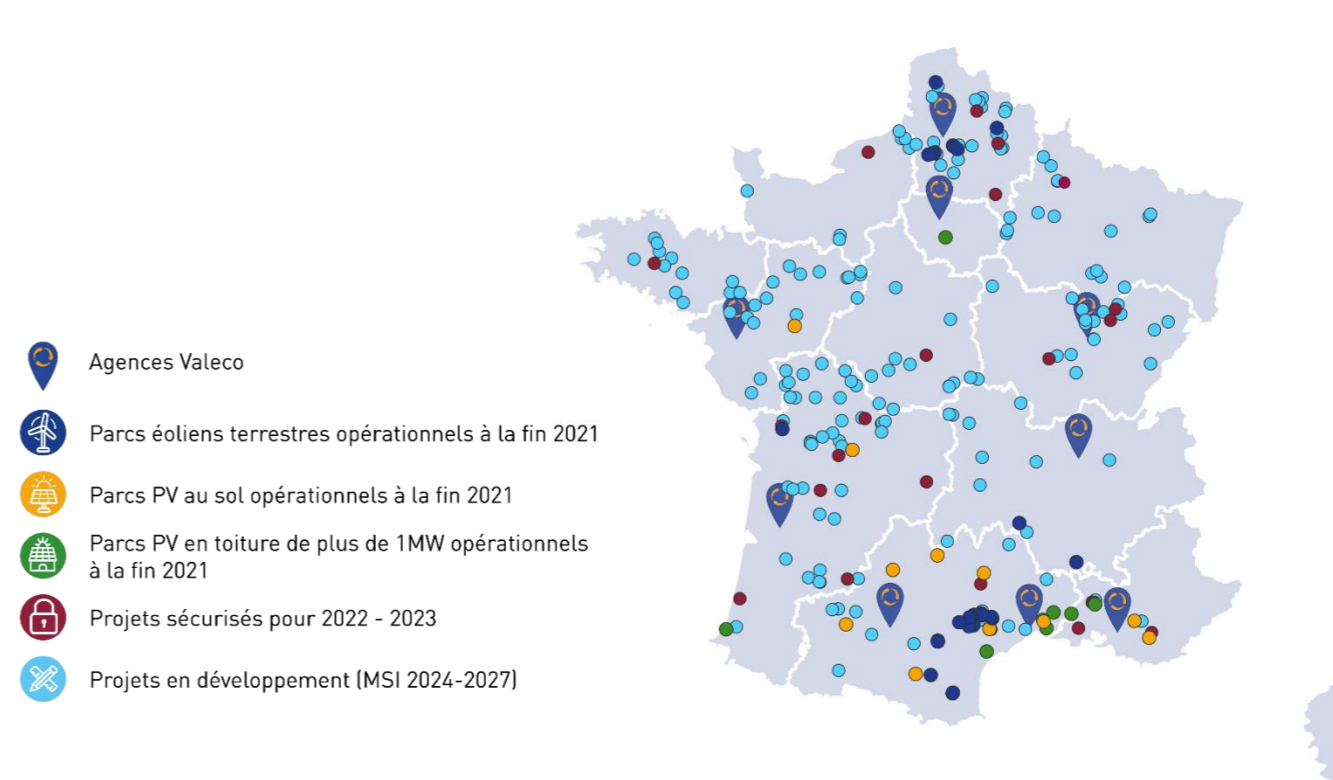 Agences Valeco
Parcs éoliens terrestres opérationnels à la fin 2021
Parcs PV au sol opérationnels à la fin 2021
Parcs PV en toiture de plus de 1MW opérationnels
à la fin 2021
Projets sécurisés pour 2022 - 2023
Projets en développement (MSI 2024-2027)